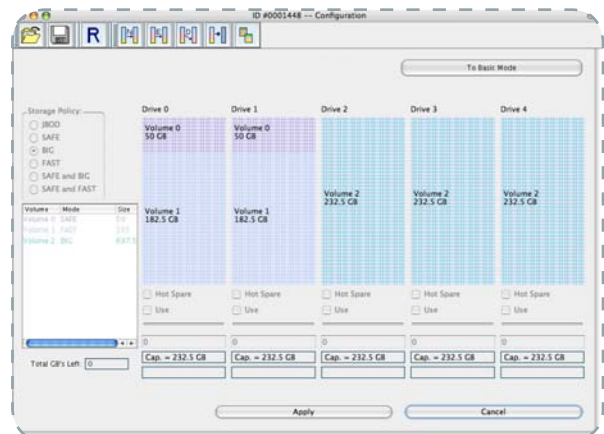 ID #0001448 -- Configuration
R
To Basic Mode
Storage Policy:
JBOD
SAFE
BIG
FAST
SAFE and BIG
SAFE and FAST
Drive 0 Drive 1 Drive 2 Drive 3 Drive 4
Volume 0 Volume 0
50 GB 50 GB
Volume 2 Volume 2 Volume 2
232.5 GB 232.5 GB 232.5 GB
Volume 1 Volume 1
182.5 GB 182.5 GB
Volume Mode Size
Volume 0 SAFE 50
Volume 1 FAST
Volume 2 BIG 697.5
Hot Spare Hot Spare Hot Spare Hot Spare Hot Spare
Use Use Use Use Use
0 0 0 0 0
Total GB's Left: 0
Cap. = 232.5 GB Cap. = 232.5 GB Cap. = 232.5 GB Cap. = 232.5 GB Cap. = 232.5 GB
Apply Cancel